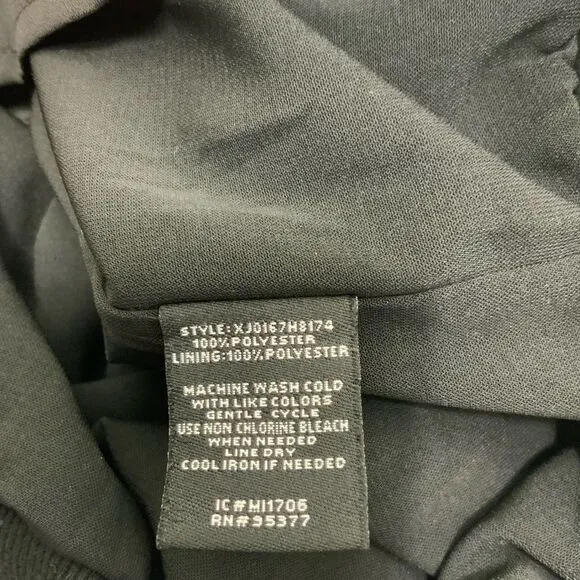 STYLE:XJ0167H8174
100%POLYESTER
LINING:100%POLYESTER
MACHINE WASH COLD
WITH LIKE COLORS
GENTLE CYCLE
USE NON CHLORINE BLEACH
WHEN NEEDED
LINE DRY
COOL IRON IF NEEDED
IC#MI1706
RN#95377